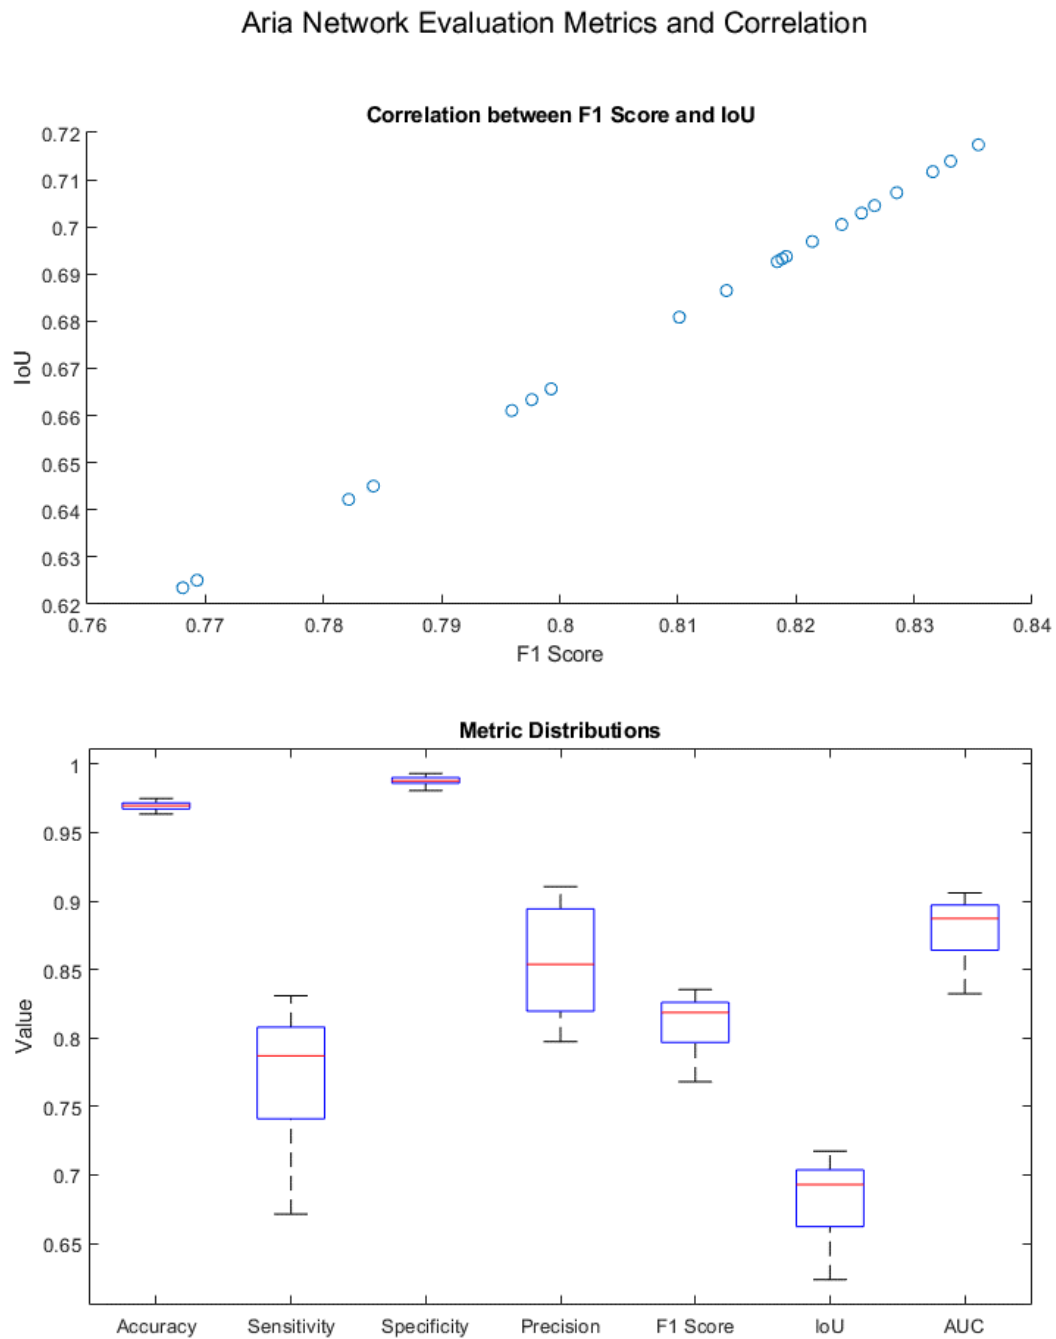 Aria Network Evaluation Metrics and Correlation
Correlation between F1 Score and IoU
0.72
0.71
0.7
0.69
0.68
0.67
0.66
0.65
0.64
0.63
0.62
IoU
0.76 0.77 0.78 0.79 0.8 0.81 0.82 0.83 0.84
F1 Score
Metric Distributions
1
0.95
0.9
0.85
0.8
0.75
0.7
0.65
Value
Accuracy Sensitivity Specificity Precision F1 Score IoU AUC